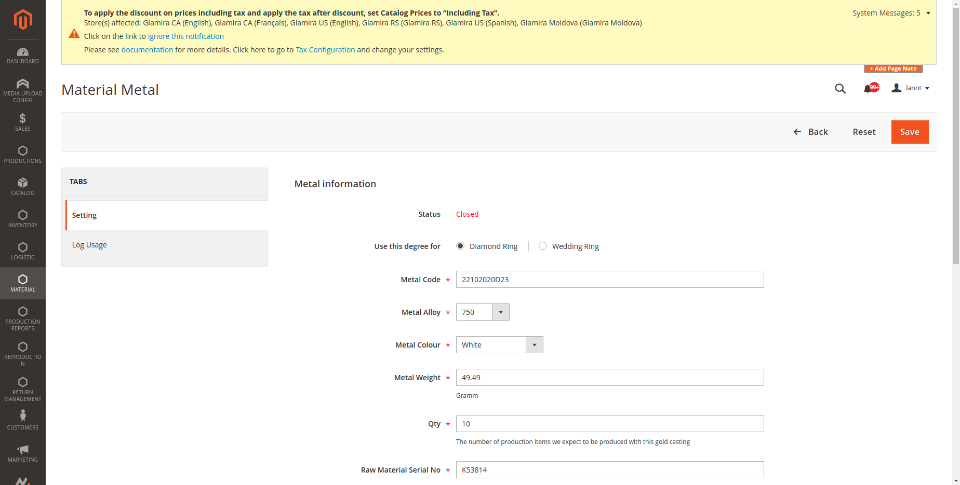 To apply the discount on prices including tax and apply the tax after discount, set Catalog Prices to "Including Tax".
Store(s) affected: Glamira CA (English), Glamira CA (Français), Glamira US (English), Glamira RS (Glamira RS), Glamira US (Spanish), Glamira Moldova (Glamira Moldova)
Click on the link to ignore this notification
Please see documentation for more details. Click here to go to Tax Configuration and change your settings.
System Messages: 5
+ Add Page Note
DASHBOARD
MEDIA UPLOAD CONFIG
SALES
PRODUCTIONS
CATALOG
INVENTORY
LOGISTIC
MATERIAL
PRODUCTION REPORTS
REPRODUCTION
RETURN MANAGEMENT
CUSTOMERS
MARKETING
Material Metal
99+
lannt
Back
Reset
Save
TABS
Setting
Log Usage
Metal information
Status Closed
Use this degree for Diamond Ring Wedding Ring
Metal Code * 22102020D23
Metal Alloy * 750
Metal Colour * White
Metal Weight * 49.49
Gramm
Qty * 10
The number of production items we expect to be produced with this gold casting
Raw Material Serial No * K53814